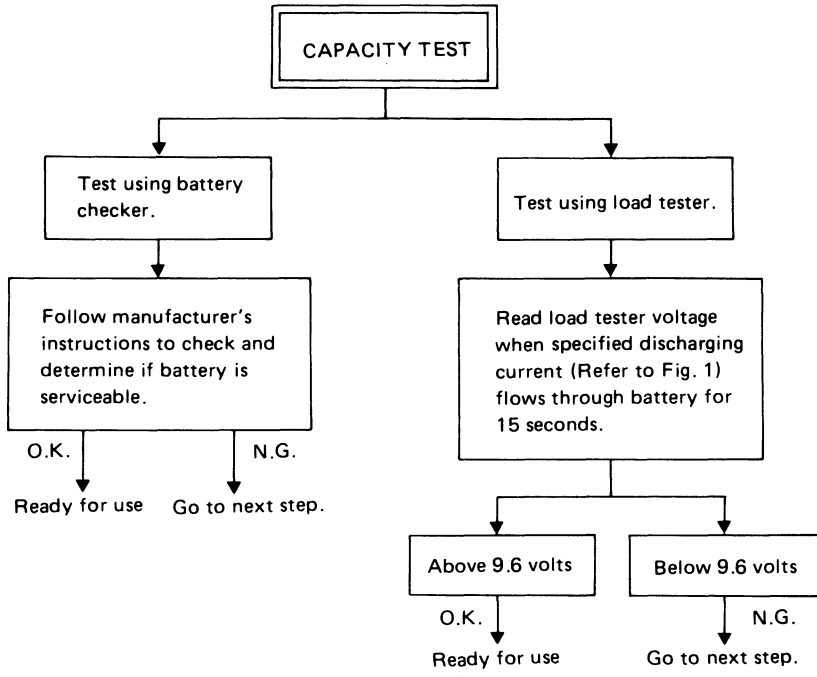 CAPACITY TEST
Test using battery
checker.
Follow manufacturer's
instructions to check and
determine if battery is
serviceable.
O.K.
N.G.
Ready for use
Go to next step.
Test using load tester.
Read load tester voltage
when specified discharging
current (Refer to Fig. 1)
flows through battery for
15 seconds.
Above 9.6 volts
Below 9.6 volts
O.K.
N.G.
Ready for use
Go to next step.